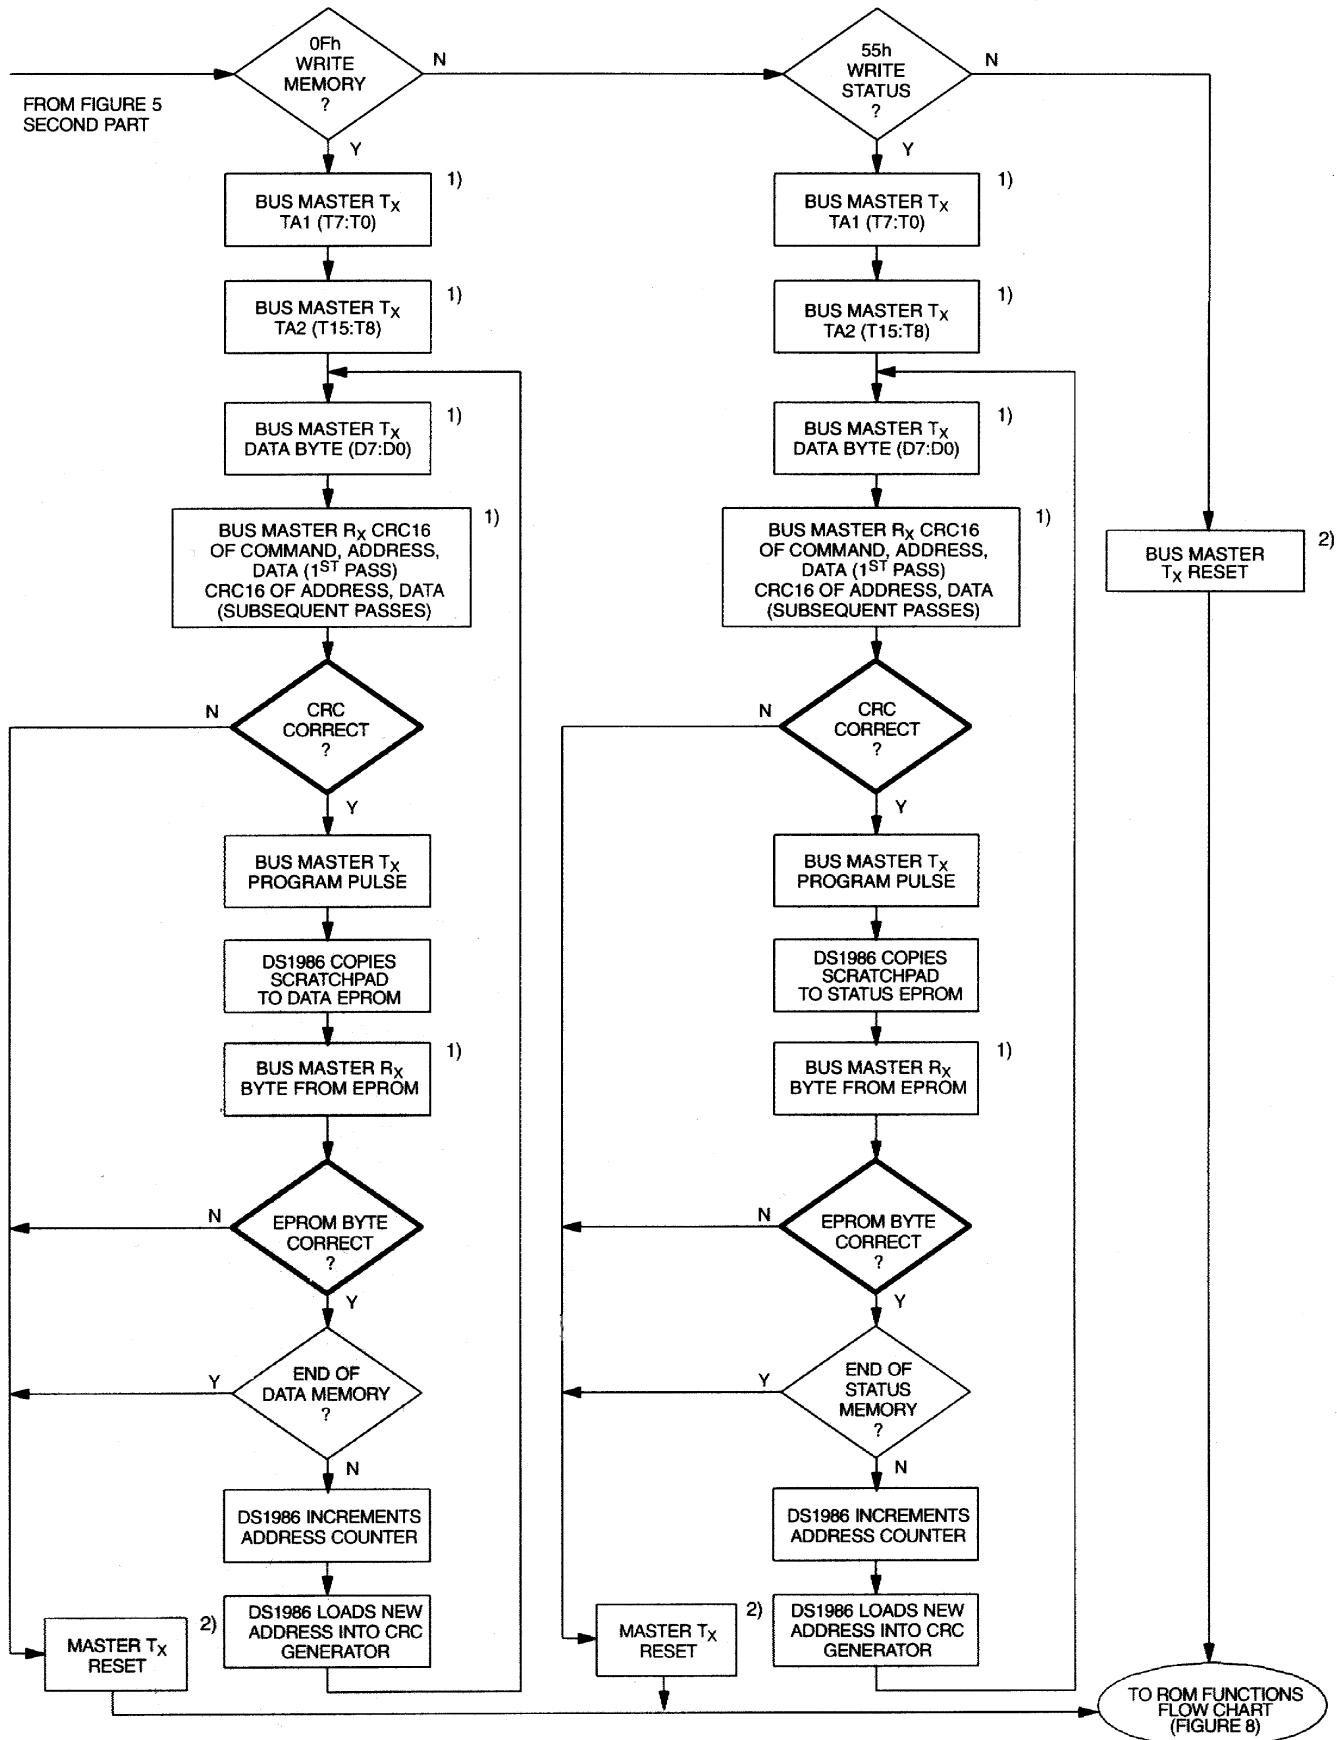 0Fh
WRITE
MEMORY
?
N
Y
FROM FIGURE 5
SECOND PART
BUS MASTER TX
TA1 (T7:T0)
1)
BUS MASTER TX
TA2 (T15:T8)
1)
BUS MASTER TX
DATA BYTE (D7:D0)
1)
BUS MASTER RX CRC16
OF COMMAND, ADDRESS,
DATA (1ST PASS)
CRC16 OF ADDRESS, DATA
(SUBSEQUENT PASSES)
1)
CRC
CORRECT
?
N
Y
BUS MASTER TX
PROGRAM PULSE
DS1986 COPIES
SCRATCHPAD
TO DATA EPROM
BUS MASTER RX
BYTE FROM EPROM
1)
EPROM BYTE
CORRECT
?
N
Y
END OF
DATA MEMORY
?
Y
N
DS1986 INCREMENTS
ADDRESS COUNTER
DS1986 LOADS NEW
ADDRESS INTO CRC
GENERATOR
MASTER TX
RESET
2)
55h
WRITE
STATUS
?
N
Y
BUS MASTER TX
TA1 (T7:T0)
1)
BUS MASTER TX
TA2 (T15:T8)
1)
BUS MASTER TX
DATA BYTE (D7:D0)
1)
BUS MASTER RX CRC16
OF COMMAND, ADDRESS,
DATA (1ST PASS)
CRC16 OF ADDRESS, DATA
(SUBSEQUENT PASSES)
1)
CRC
CORRECT
?
N
Y
BUS MASTER TX
PROGRAM PULSE
DS1986 COPIES
SCRATCHPAD
TO STATUS EPROM
BUS MASTER RX
BYTE FROM EPROM
1)
EPROM BYTE
CORRECT
?
N
Y
END OF
STATUS
MEMORY
?
Y
N
DS1986 INCREMENTS
ADDRESS COUNTER
DS1986 LOADS NEW
ADDRESS INTO CRC
GENERATOR
MASTER TX
RESET
2)
BUS MASTER
TX RESET
2)
TO ROM FUNCTIONS
FLOW CHART
(FIGURE 8)